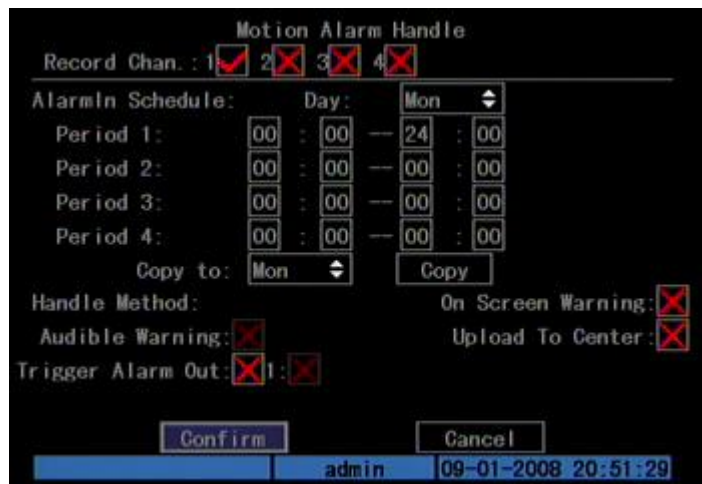 Motion Alarm Handle
Record Chan.: 1 2 3 4
AlarmIn Schedule: Day: Mon
Period 1: 00 : 00 -- 24 : 00
Period 2: 00 : 00 -- 00 : 00
Period 3: 00 : 00 -- 00 : 00
Period 4: 00 : 00 -- 00 : 00
Copy to: Mon Copy
Handle Method: On Screen Warning:
Audible Warning: Upload To Center:
Trigger Alarm Out: 1:
Confirm Cancel
admin 09-01-2008 20:51:29